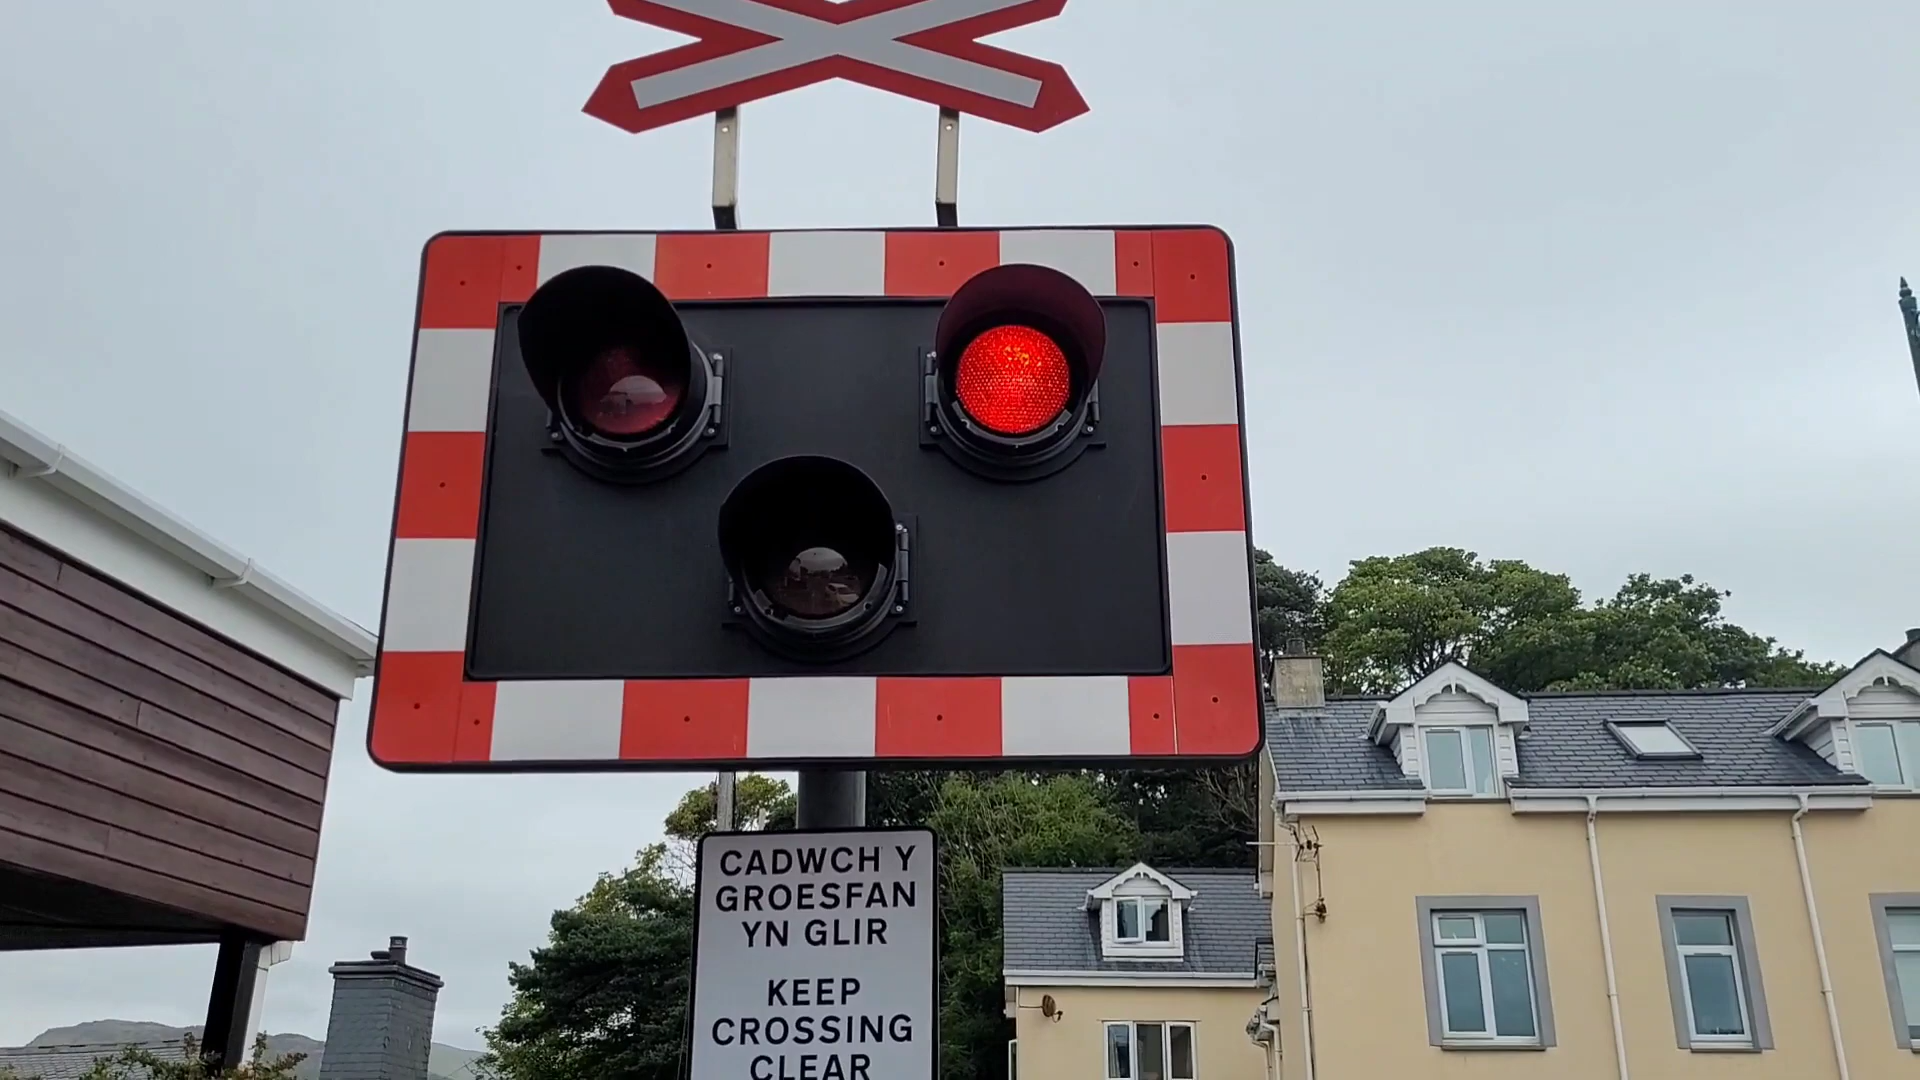 CADWCH Y
GROESFAN
YN GLIR
KEEP
CROSSING
CLEAR